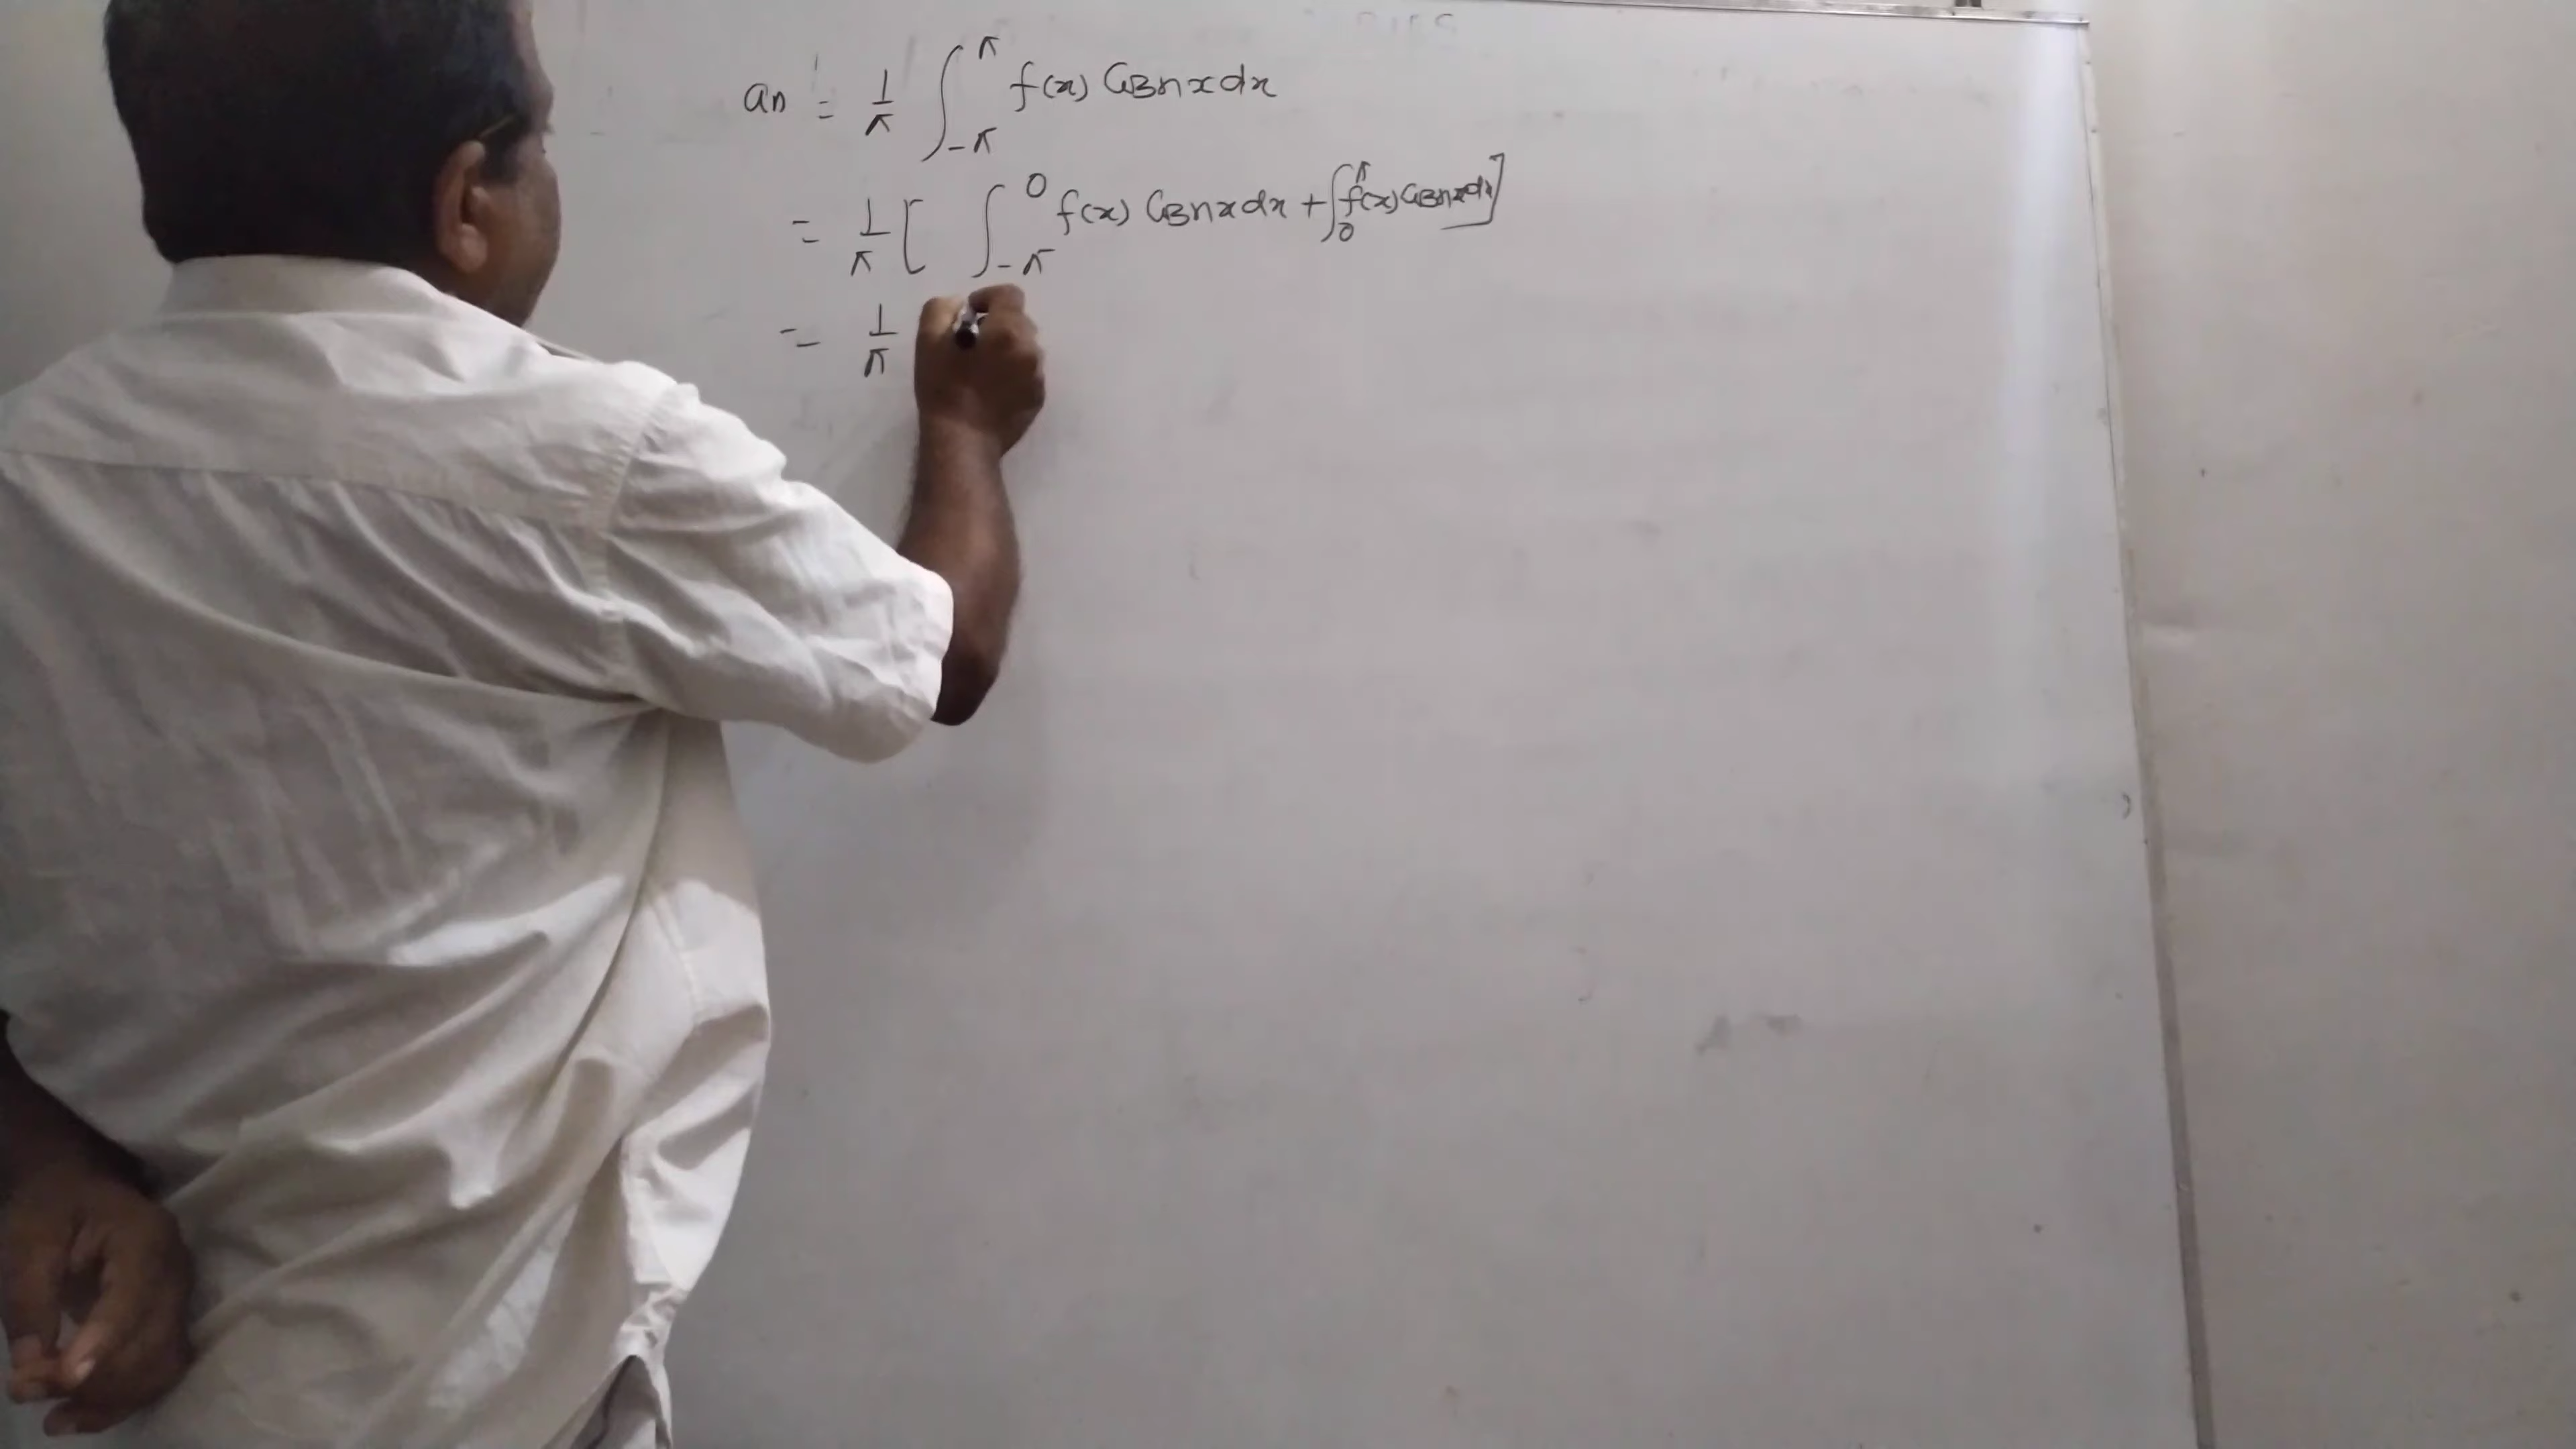 an = 1/π ∫_{-π}^{π} f(x) cos nx dx
= 1/π [ ∫_{-π}^{0} f(x) cos nx dx + ∫_{0}^{π} f(x) cos nx dx ]
= 1/π